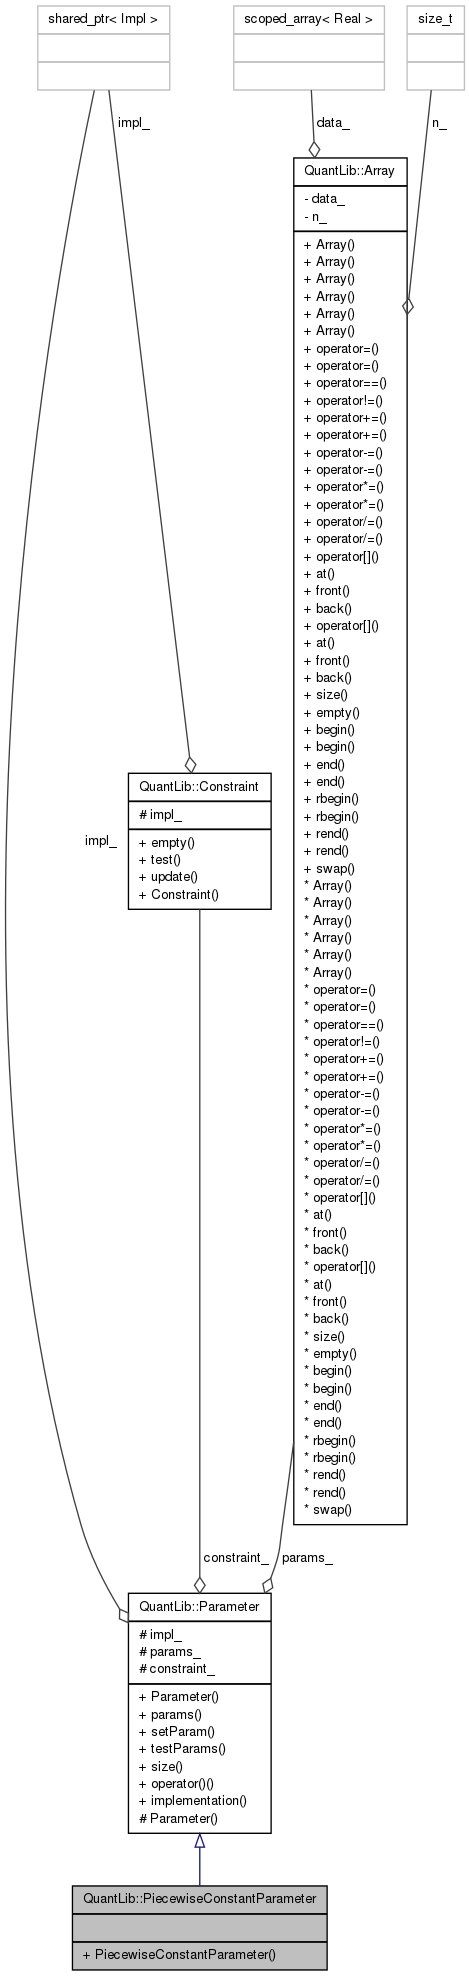 shared_ptr< Impl >
scoped_array< Real >
size_t
impl_
data_
n_
QuantLib::Array
- data_
- n_
+ Array()
+ Array()
+ Array()
+ Array()
+ Array()
+ Array()
+ operator=()
+ operator=()
+ operator==()
+ operator!=()
+ operator+=()
+ operator+=()
+ operator-=()
+ operator-=()
+ operator*=()
+ operator*=()
+ operator/=()
+ operator/=()
+ operator[]()
+ at()
+ front()
+ back()
+ operator[]()
+ at()
+ front()
+ back()
+ size()
+ empty()
+ begin()
+ begin()
+ end()
+ end()
+ rbegin()
+ rbegin()
+ rend()
+ rend()
+ swap()
* Array()
* Array()
* Array()
* Array()
* Array()
* Array()
* operator=()
* operator=()
* operator==()
* operator!=()
* operator+=()
* operator+=()
* operator-=()
* operator-=()
* operator*=()
* operator*=()
* operator/=()
* operator/=()
* operator[]()
* at()
* front()
* back()
* operator[]()
* at()
* front()
* back()
* size()
* empty()
* begin()
* begin()
* end()
* end()
* rbegin()
* rbegin()
* rend()
* rend()
* swap()
QuantLib::Constraint
# impl_
+ empty()
+ test()
+ update()
+ Constraint()
impl_
constraint_
params_
QuantLib::Parameter
# impl_
# params_
# constraint_
+ Parameter()
+ params()
+ setParam()
+ testParams()
+ size()
+ operator()()
+ implementation()
# Parameter()
QuantLib::PiecewiseConstantParameter
+ PiecewiseConstantParameter()